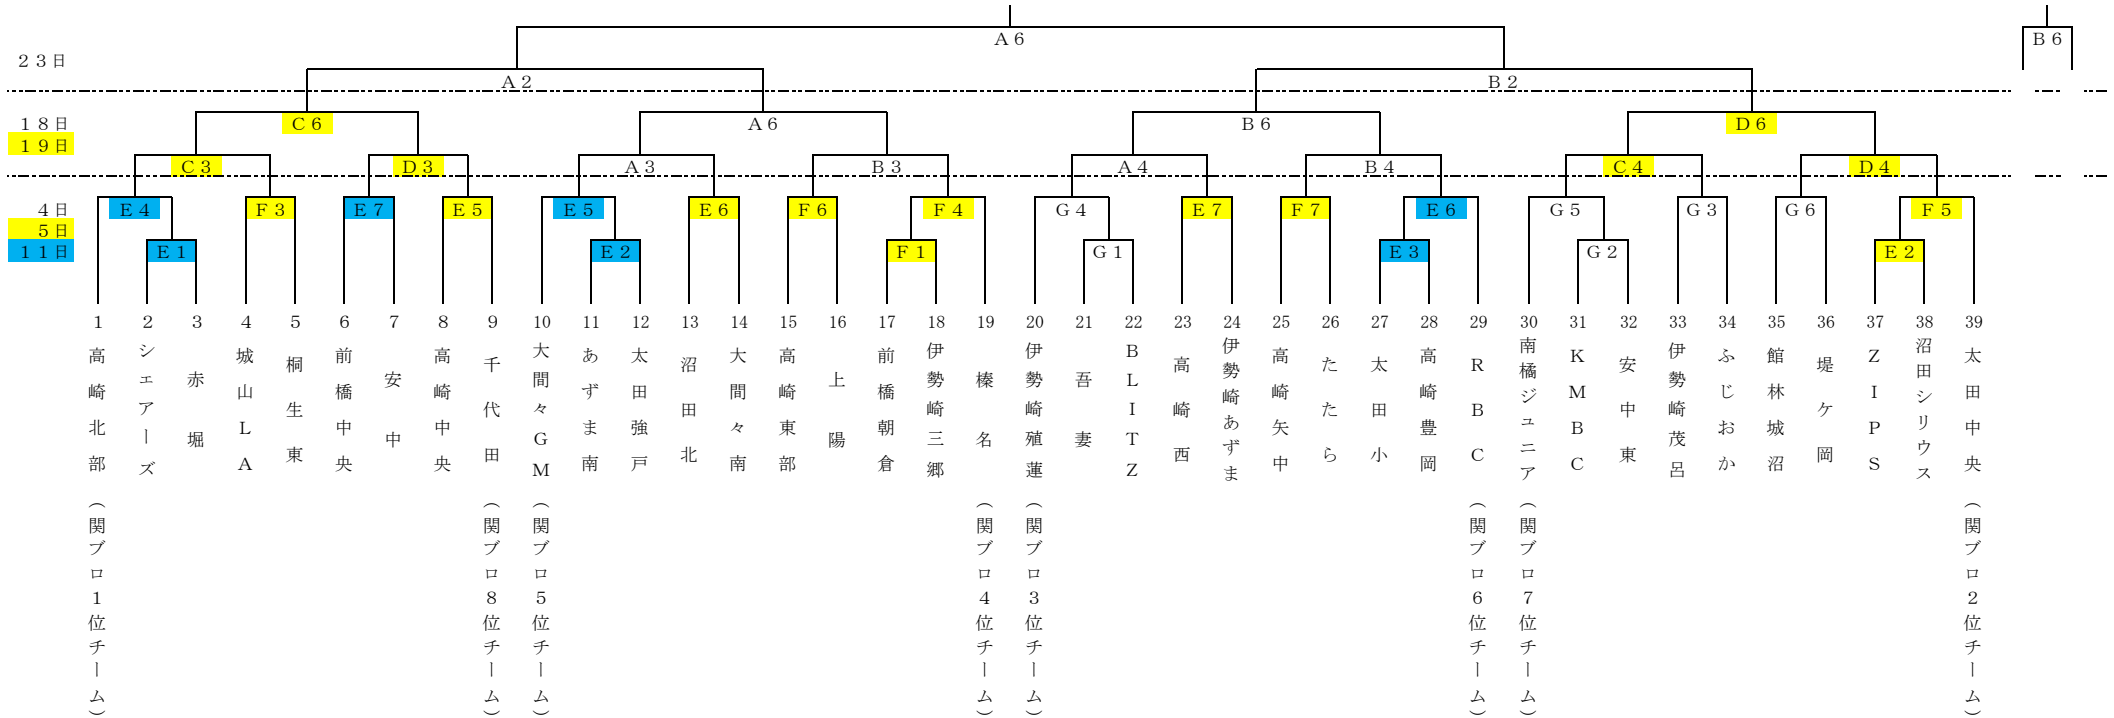 A6
B6
23日
A2
B2
18日
C6
A6
B6
D6
19日
C3
D3
A3
B3
A4
B4
C4
D4
4日
E4
F3
E7
E5
E5
E6
F6
F4
G4
E7
F7
E6
G5
G3
G6
F5
5日
11日
E1
E2
F1
G1
E3
G2
E2
1
2
3
4
5
6
7
8
9
10
11
12
13
14
15
16
17
18
19
20
21
22
23
24
25
26
27
28
29
30
31
32
33
34
35
36
37
38
39
高崎北部(関ブロ1位チーム)
シェアーズ
赤堀
城山LA
桐生東
前橋中央
安中
高崎中央
千代田(関ブロ8位チーム)
大間々GM(関ブロ5位チーム)
あずま南
太田強戸
沼田北
大間々南
高崎東部
上陽
前橋朝倉
伊勢崎三郷
榛名(関ブロ4位チーム)
伊勢崎殖蓮(関ブロ3位チーム)
吾妻
BLITZ
高崎西
伊勢崎あずま
高崎矢中
たたら
太田小
高崎豊岡
RBC(関ブロ6位チーム)
南橘ジュニア(関ブロ7位チーム)
KMBC
安中東
伊勢崎茂呂
ふじおか
館林城沼
堤ケ岡
ZIPS
沼田シリウス
太田中央(関ブロ2位チーム)